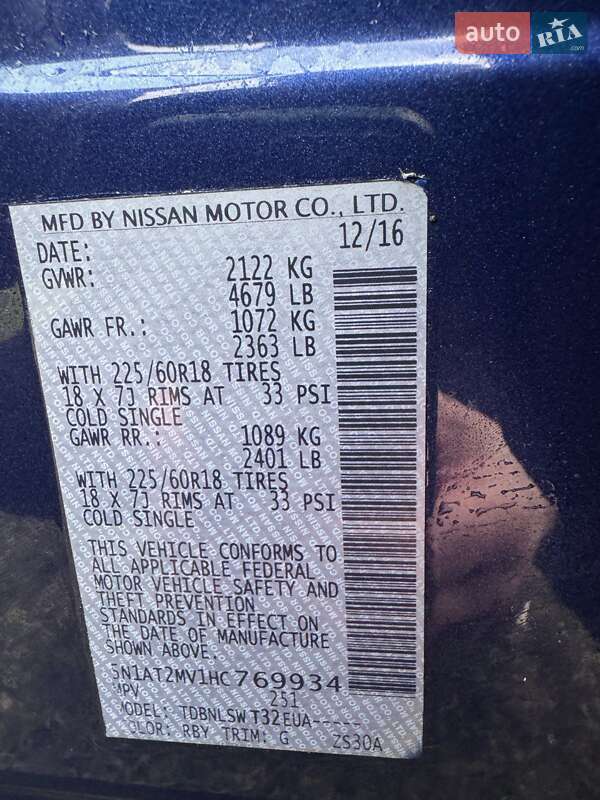 auto RIA .com
MFD BY NISSAN MOTOR CO., LTD.
DATE: 12/16
GVWR: 2122 KG
4679 LB
GAWR FR.: 1072 KG
2363 LB
WITH 225/60R18 TIRES
18 X 7J RIMS AT 33 PSI
COLD SINGLE
GAWR RR.: 1089 KG
2401 LB
WITH 225/60R18 TIRES
18 X 7J RIMS AT 33 PSI
COLD SINGLE
THIS VEHICLE CONFORMS TO
ALL APPLICABLE FEDERAL
MOTOR VEHICLE SAFETY AND
THEFT PREVENTION
STANDARDS IN EFFECT ON
THE DATE OF MANUFACTURE
SHOWN ABOVE.
5N1AT2MV1HC769934
MPV 251
MODEL: TDBNLSWT32EUA-----
COLOR: RBY TRIM: G ZS30A